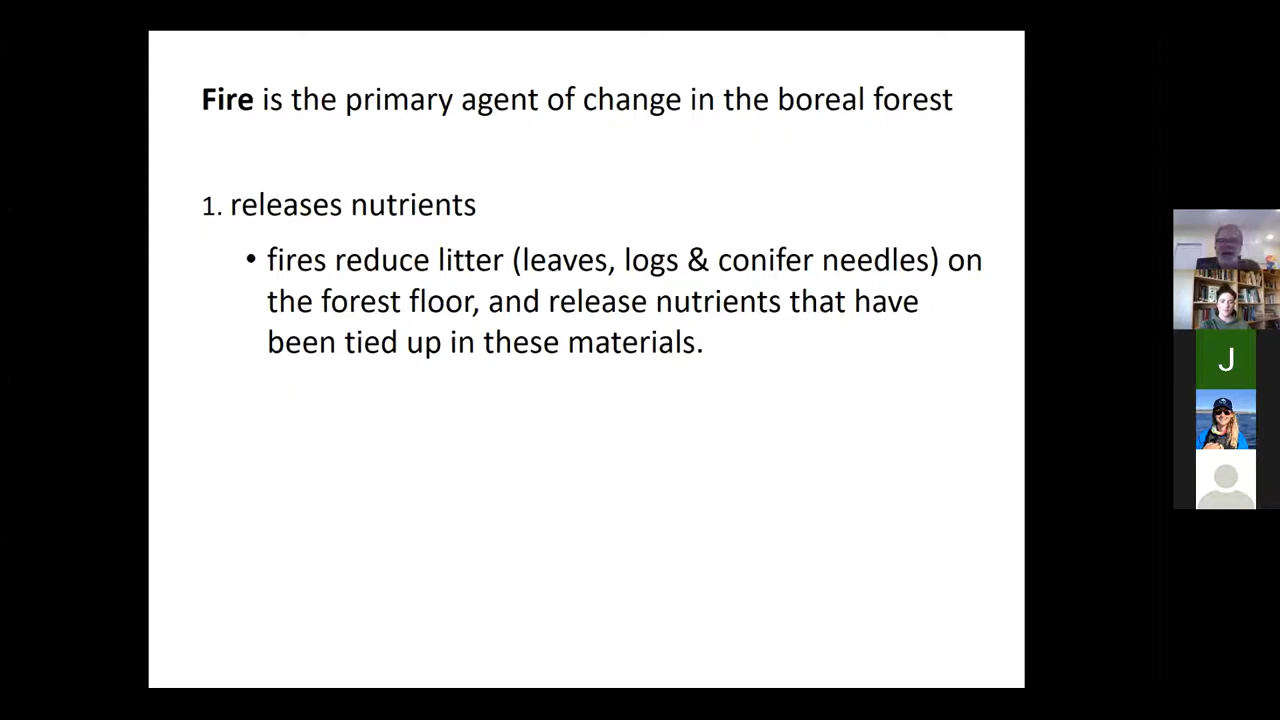 Fire is the primary agent of change in the boreal forest
1. releases nutrients
• fires reduce litter (leaves, logs & conifer needles) on
the forest floor, and release nutrients that have
been tied up in these materials.
J